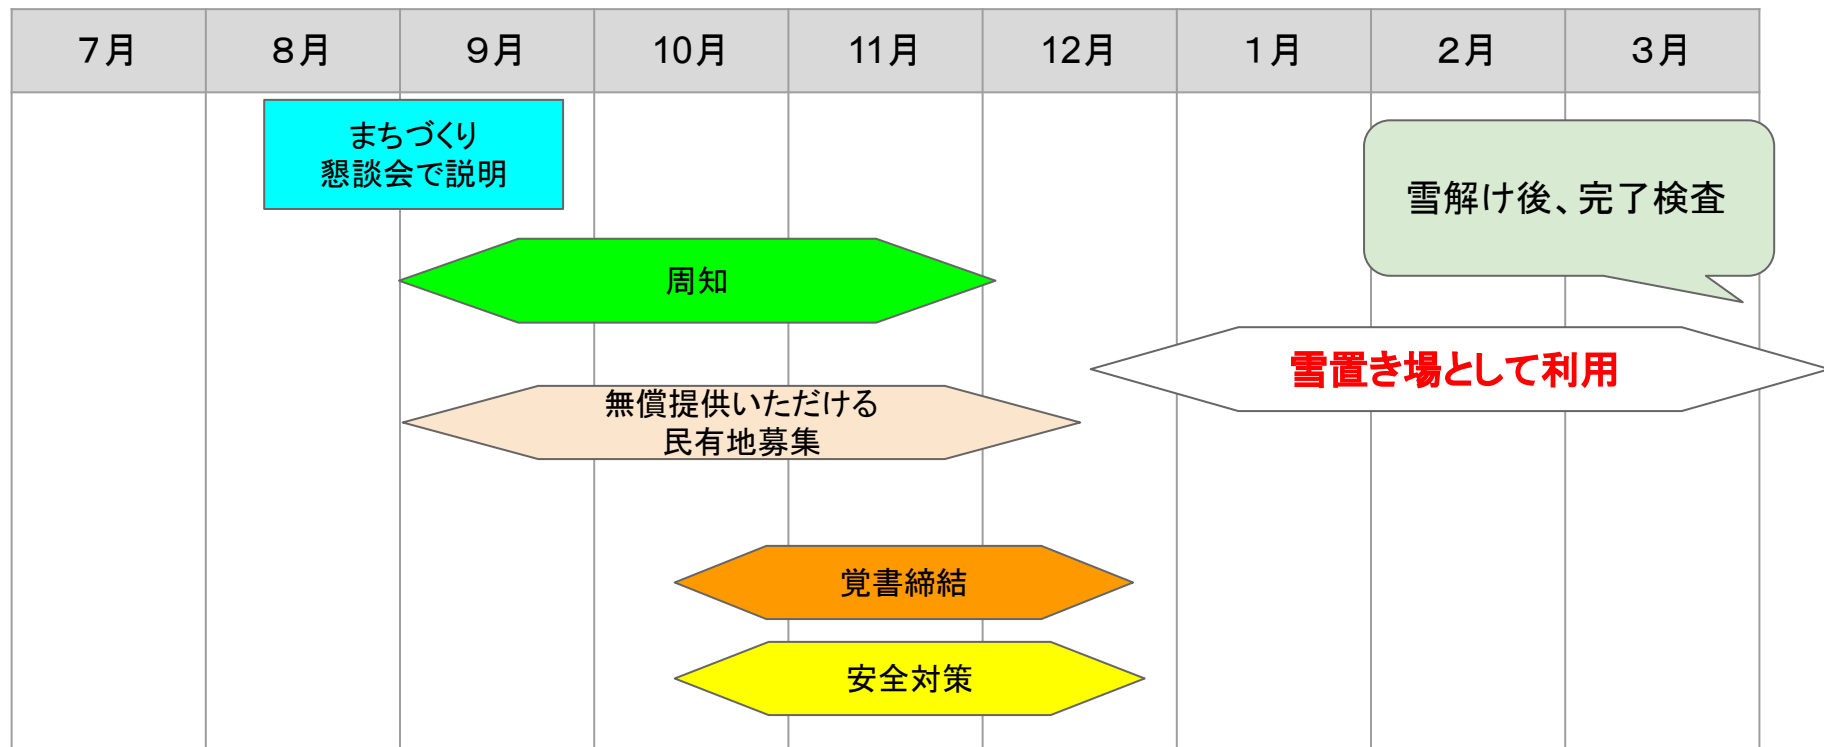 ７月
８月
９月
10月
11月
12月
１月
２月
３月
まちづくり
懇談会で説明
雪解け後、完了検査
周知
雪置き場として利用
無償提供いただける
民有地募集
覚書締結
安全対策